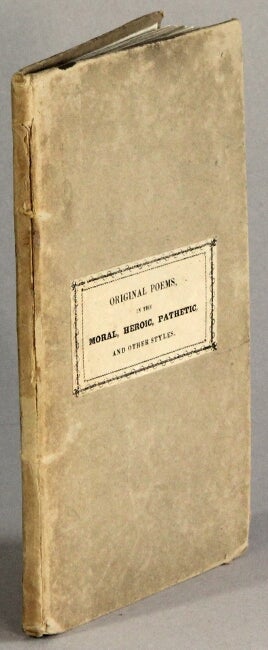 ORIGINAL POEMS,
IN THE
MORAL, HEROIC, PATHETIC,
AND OTHER STYLES.